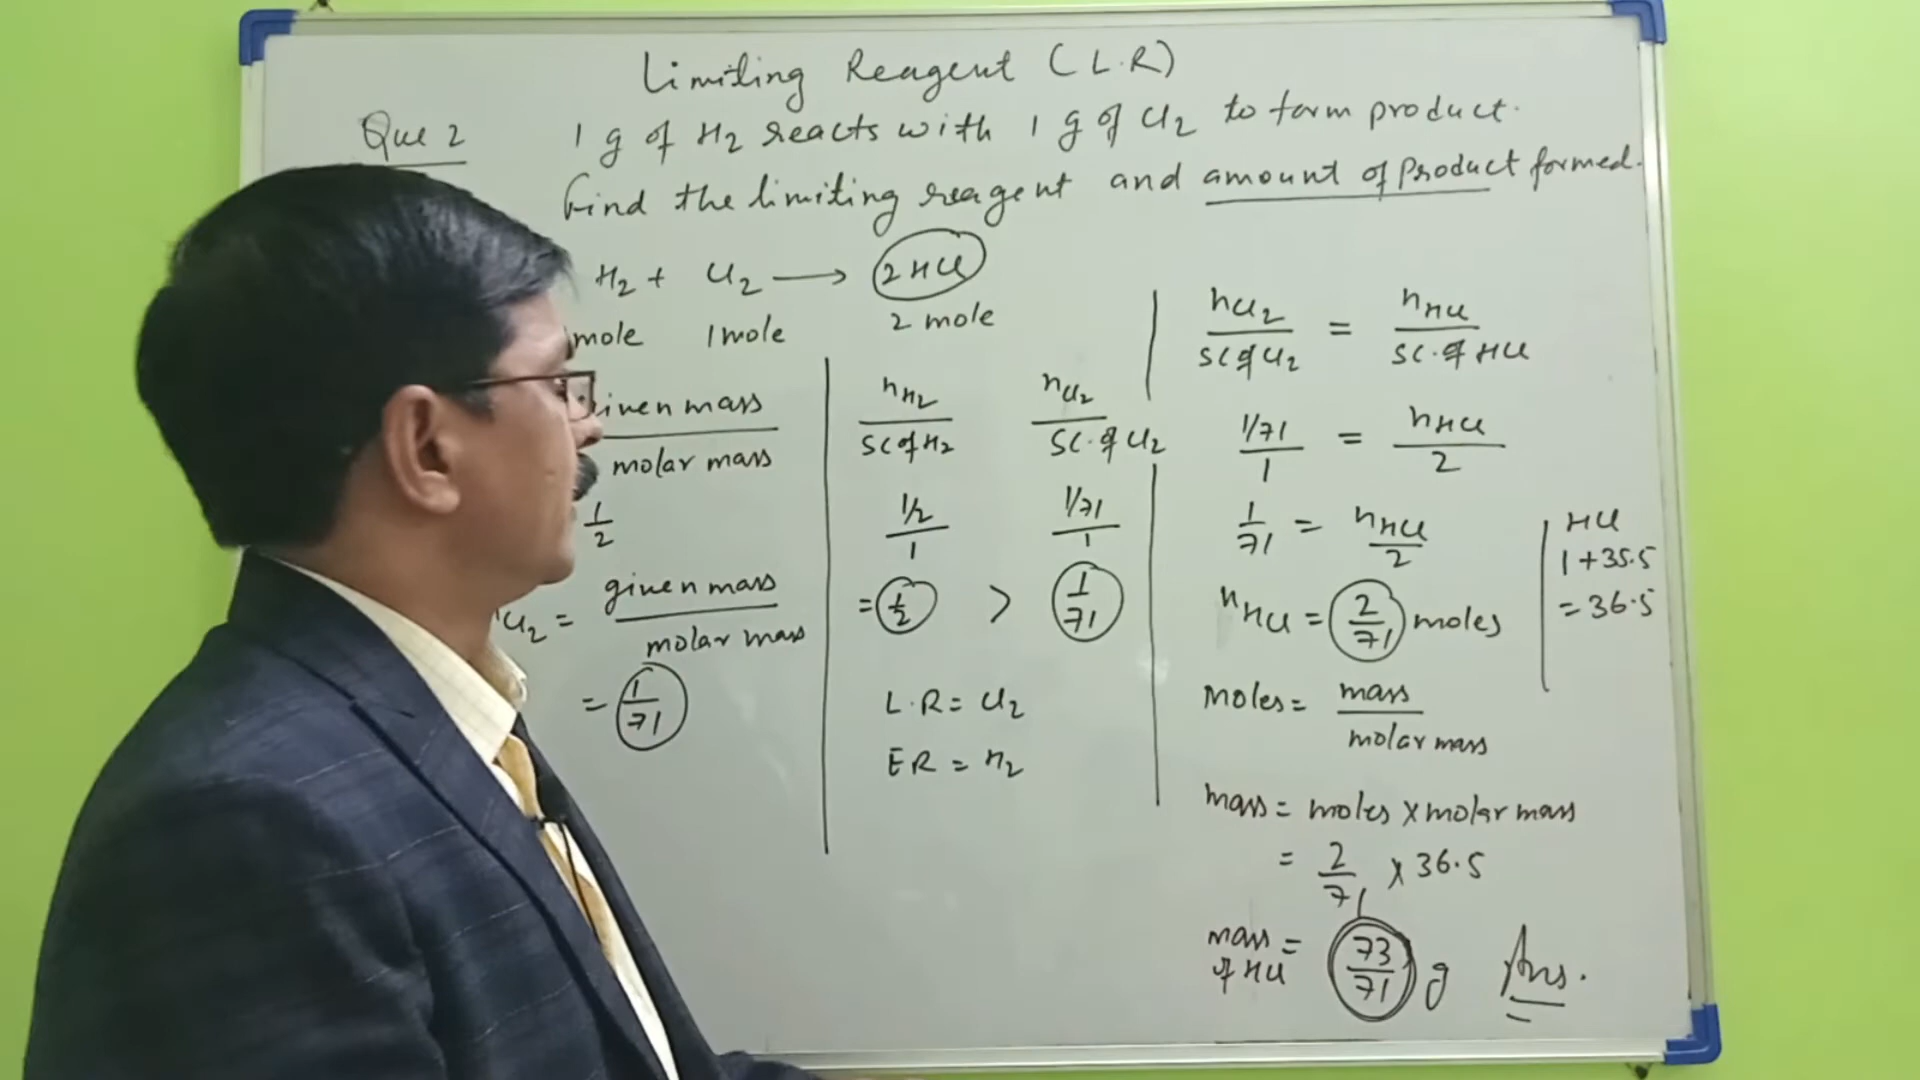 Limiting Reagent (L.R)
Que 2 1 g of H2 reacts with 1 g of Cl2 to form product.
Find the limiting reagent and amount of product formed.
H2 + Cl2 ⟶ 2HCl
mole 1 mole 2 mole
iven mass
molar mass
1/2
Cl2 = given mass / molar mass
= 1/71
nH2 / SC of H2 nCl2 / SC. of Cl2
1/2 / 1 1/71 / 1
= 1/2 > 1/71
L.R = Cl2
ER = H2
nCl2 / SC of Cl2 = nHCl / SC. of HCl
1/71 / 1 = nHCl / 2
1/71 = nHCl / 2
nHCl = 2/71 moles
Moles = mass / molar mass
mass = moles x molar mass
= 2/71 x 36.5
mass of HCl = 73/71 g Ans.
HCl
1 + 35.5
= 36.5